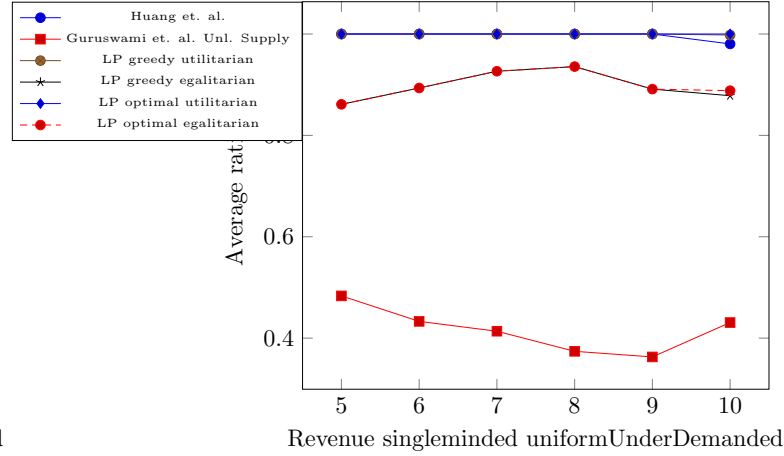 Huang et. al.
Guruswami et. al. Unl. Supply
LP greedy utilitarian
LP greedy egalitarian
LP optimal utilitarian
LP optimal egalitarian
Average
0.6
0.4
5 6 7 8 9 10
Revenue singleminded uniformUnderDemanded